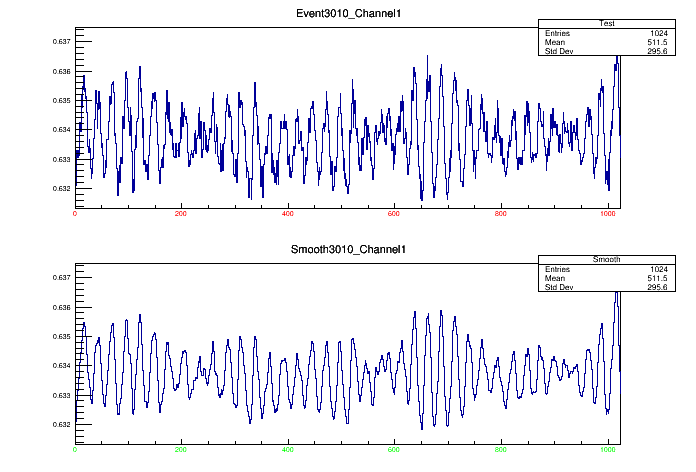 Event3010_Channel1
Test
Entries 1024
Mean 511.5
Std Dev 295.6
0.637
0.636
0.635
0.634
0.633
0.632
0 200 400 600 800 1000
Smooth3010_Channel1
Smooth
Entries 1024
Mean 511.5
Std Dev 295.6
0.637
0.636
0.635
0.634
0.633
0.632
0 200 400 600 800 1000